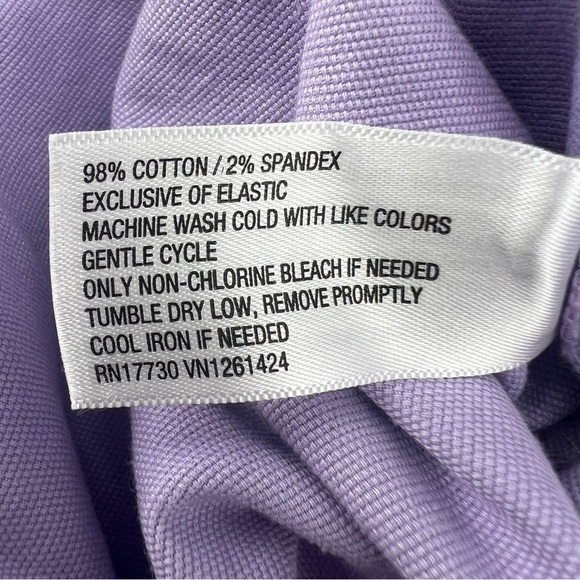 98% COTTON / 2% SPANDEX
EXCLUSIVE OF ELASTIC
MACHINE WASH COLD WITH LIKE COLORS
GENTLE CYCLE
ONLY NON-CHLORINE BLEACH IF NEEDED
TUMBLE DRY LOW, REMOVE PROMPTLY
COOL IRON IF NEEDED
RN17730 VN1261424